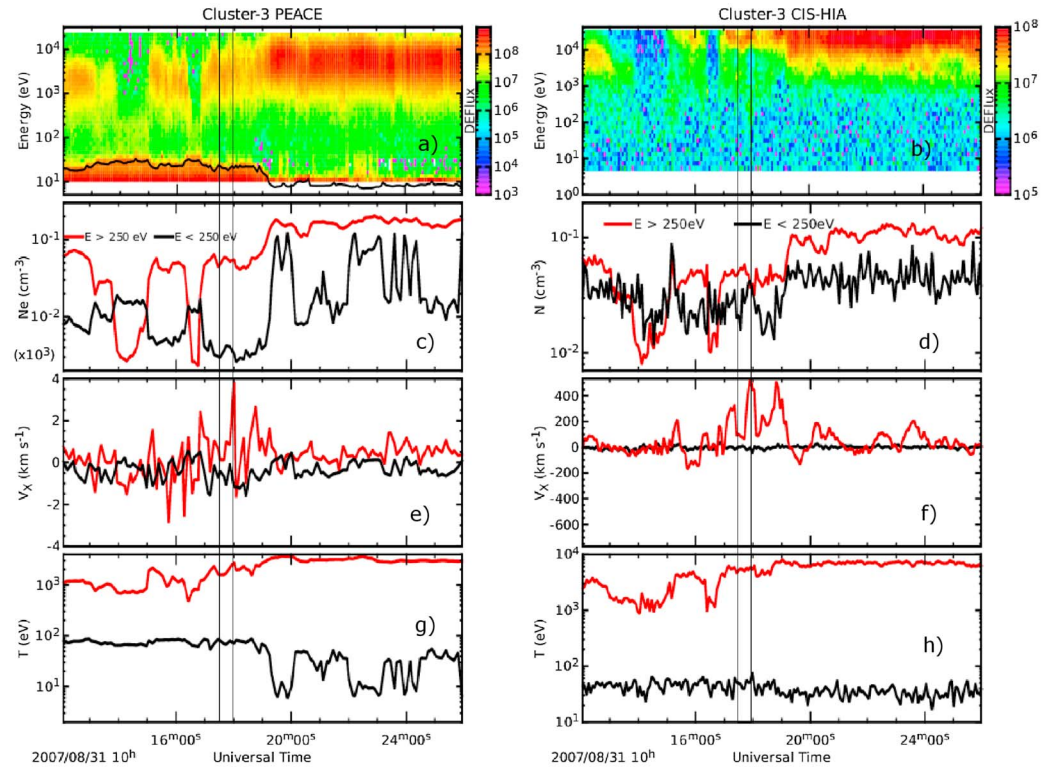 Cluster-3 PEACE
Cluster-3 CIS-HIA
Energy (eV)
10⁴
10³
10²
10¹
a)
10⁸
10⁷
10⁶
10⁵
10⁴
10³
DEFlux
Energy (eV)
10⁴
10³
10²
10¹
10⁰
b)
10⁸
10⁷
10⁶
10⁵
DEFlux
Ne (cm⁻³)
10⁻¹
10⁻²
(x10³)
E > 250 eV
E < 250 eV
c)
N (cm⁻³)
10⁻¹
10⁻²
E > 250eV
E < 250eV
d)
Vₓ (km s⁻¹)
4
2
0
-2
-4
e)
Vₓ (km s⁻¹)
400
200
0
-200
-400
-600
f)
T (eV)
10³
10²
10¹
g)
T (eV)
10⁴
10³
10²
10¹
h)
16ᵐ00ˢ
20ᵐ00ˢ
24ᵐ00ˢ
2007/08/31 10ʰ
Universal Time
16ᵐ00ˢ
20ᵐ00ˢ
24ᵐ00ˢ
2007/08/31 10ʰ
Universal Time